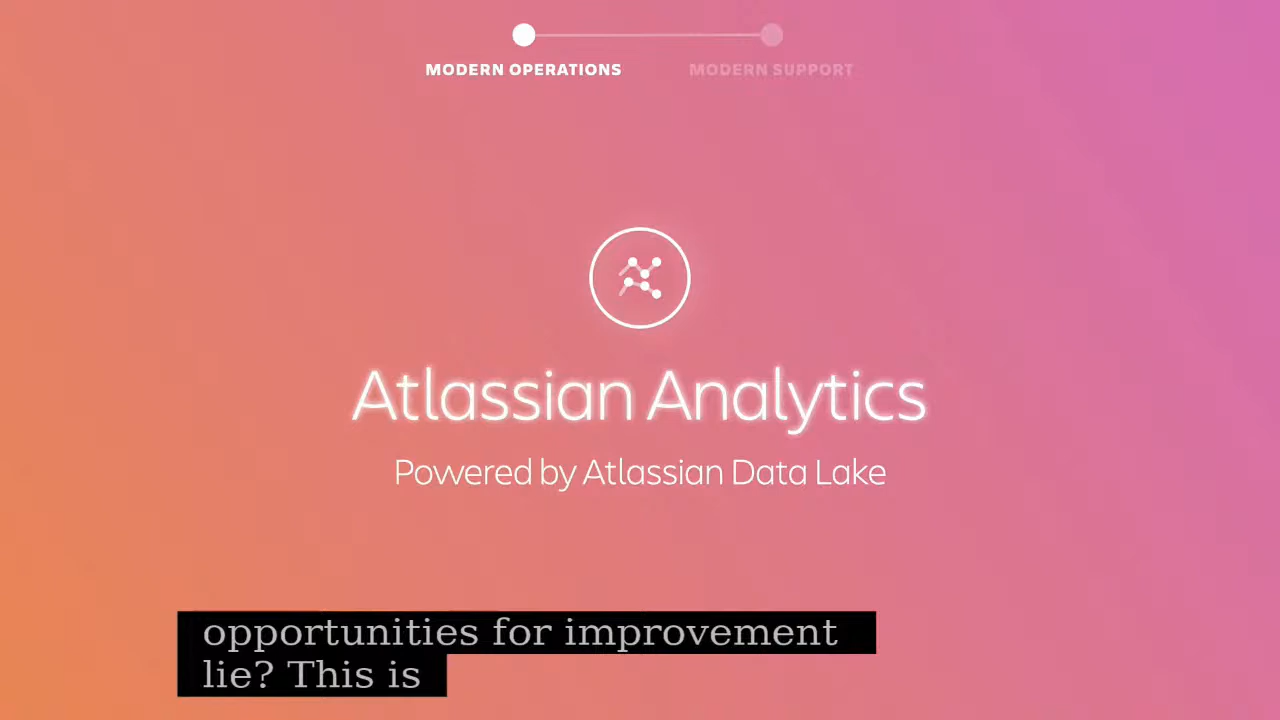 MODERN OPERATIONS
MODERN SUPPORT
Atlassian Analytics
Powered by Atlassian Data Lake
opportunities for improvement
lie? This is